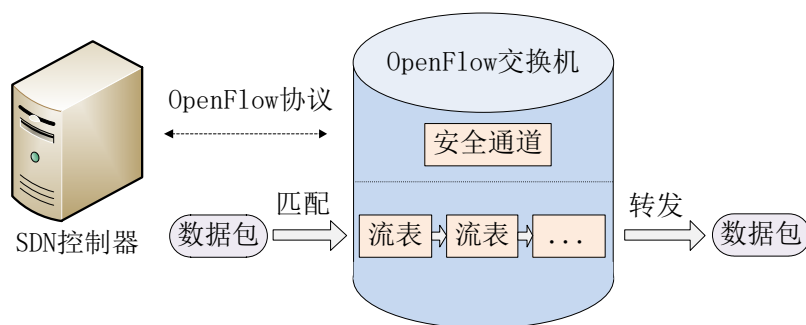 OpenFlow交换机
OpenFlow协议
安全通道
SDN控制器
数据包
匹配
流表
流表
...
转发
数据包